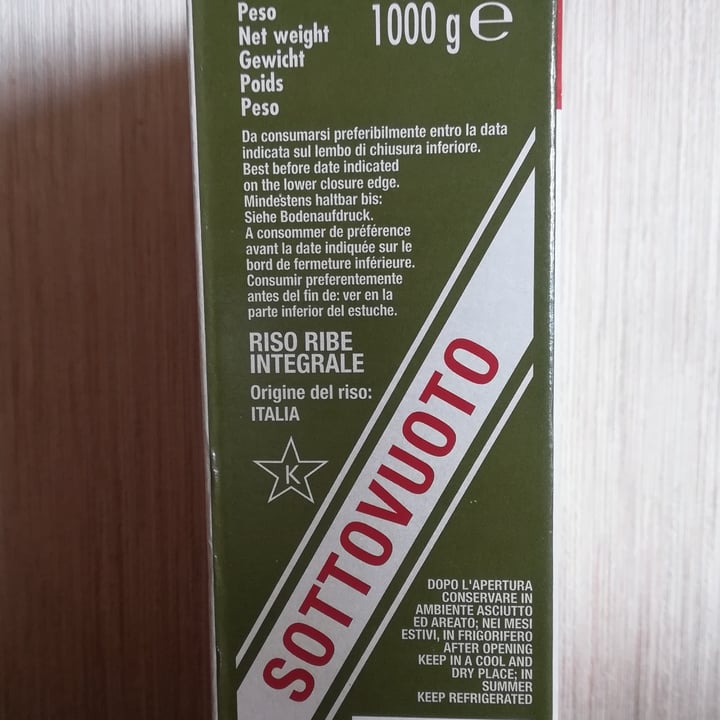 Peso
Net weight
Gewicht
Poids
Peso
1000 g e
Da consumarsi preferibilmente entro la data
indicata sul lembo di chiusura inferiore.
Best before date indicated
on the lower closure edge.
Mindestens haltbar bis:
Siehe Bodenaufdruck.
A consommer de préférence
avant la date indiquée sur le
bord de fermeture inférieure.
Consumir preferentemente
antes del fin de: ver en la
parte inferior del estuche.
RISO RIBE
INTEGRALE
Origine del riso:
ITALIA
K
SOTTOVUOTO
DOPO L'APERTURA
CONSERVARE IN
AMBIENTE ASCIUTTO
ED AREATO; NEI MESI
ESTIVI, IN FRIGORIFERO
AFTER OPENING
KEEP IN A COOL AND
DRY PLACE; IN
SUMMER
KEEP REFRIGERATED